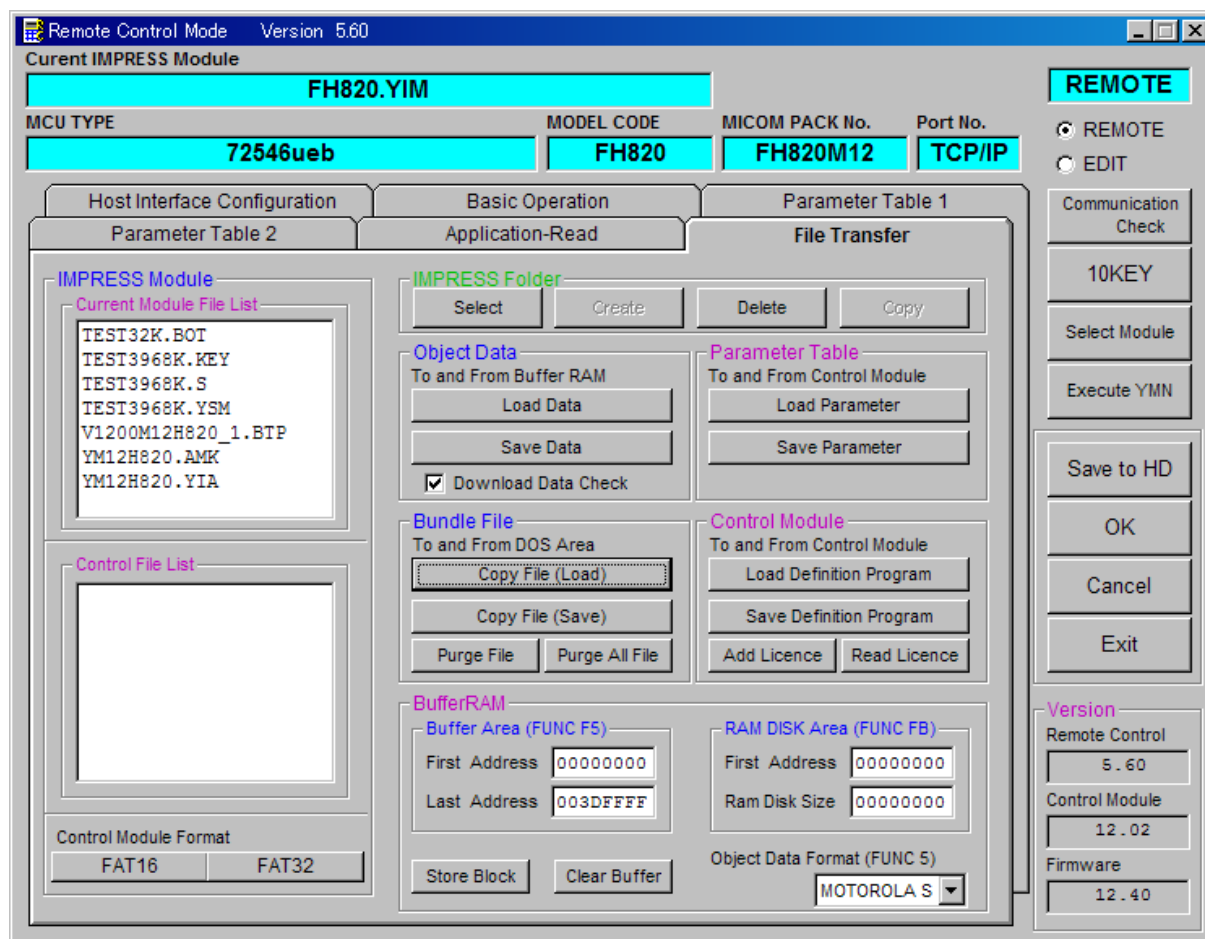 Remote Control Mode Version 5.60
Curent IMPRESS Module
FH820.YIM
REMOTE
MCU TYPE MODEL CODE MICOM PACK No. Port No.
72546ueb FH820 FH820M12 TCP/IP
REMOTE
EDIT
Host Interface Configuration Basic Operation Parameter Table 1
Parameter Table 2 Application-Read File Transfer
Communication
Check
10KEY
Select Module
Execute YMN
Save to HD
OK
Cancel
Exit
IMPRESS Module
Current Module File List
TEST32K.BOT
TEST3968K.KEY
TEST3968K.S
TEST3968K.YSM
V1200M12H820_1.BTP
YM12H820.AMK
YM12H820.YIA
Control File List
Control Module Format
FAT16 FAT32
IMPRESS Folder
Select Create Delete Copy
Object Data
To and From Buffer RAM
Load Data
Save Data
Download Data Check
Parameter Table
To and From Control Module
Load Parameter
Save Parameter
Bundle File
To and From DOS Area
Copy File (Load)
Copy File (Save)
Purge File Purge All File
Control Module
To and From Control Module
Load Definition Program
Save Definition Program
Add Licence Read Licence
BufferRAM
Buffer Area (FUNC F5)
First Address 00000000
Last Address 003DFFFF
RAM DISK Area (FUNC FB)
First Address 00000000
Ram Disk Size 00000000
Store Block Clear Buffer
Object Data Format (FUNC 5)
MOTOROLA S
Version
Remote Control
5.60
Control Module
12.02
Firmware
12.40